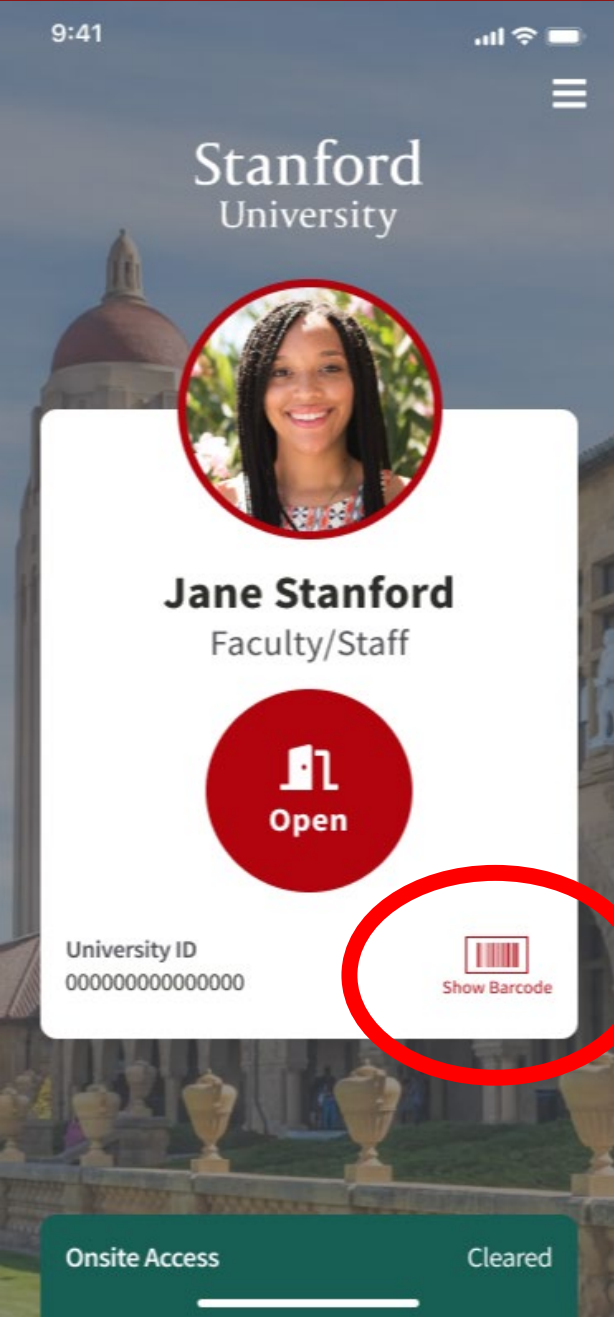 9:41
Stanford
University
Jane Stanford
Faculty/Staff
Open
University ID
000000000000000
Show Barcode
Onsite Access Cleared